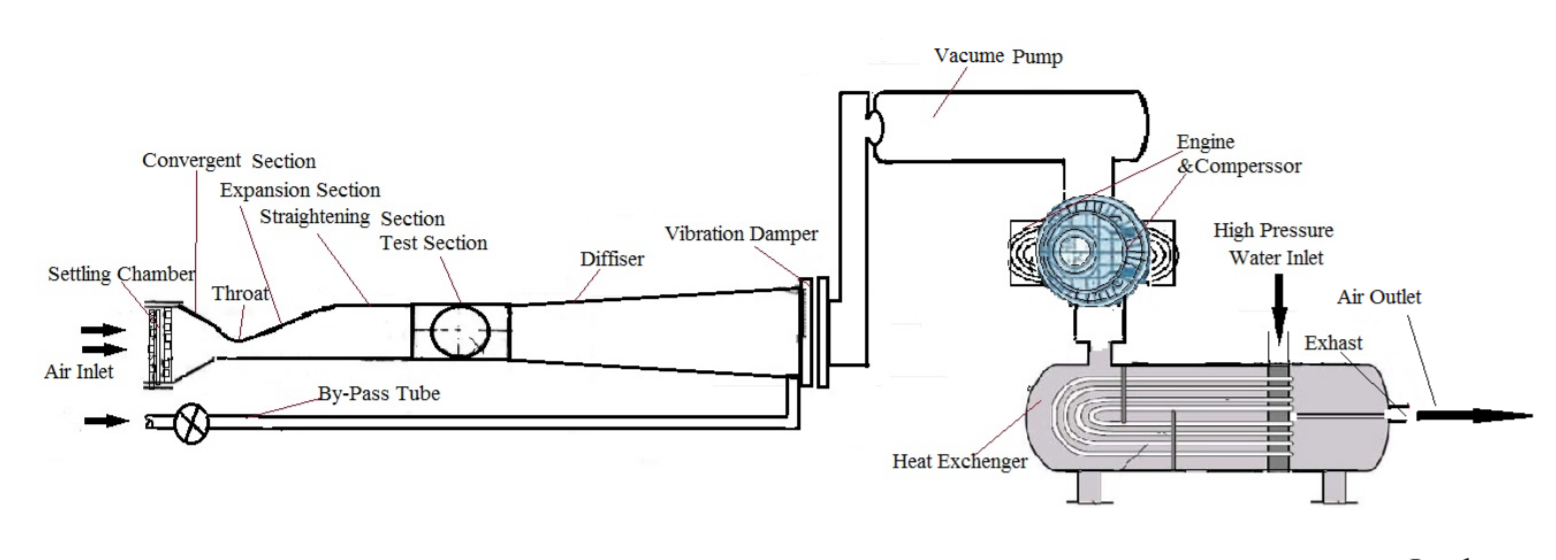 Vacume Pump
Engine
&Comperssor
Convergent Section
Expansion Section
Straightening Section
Test Section
Vibration Damper
High Pressure
Water Inlet
Diffiser
Settling Chamber
Throat
Air Outlet
Exhast
Air Inlet
By-Pass Tube
Heat Exchenger